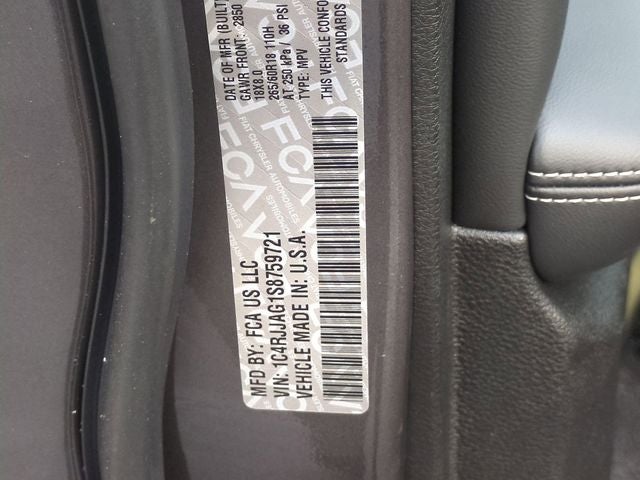 MFD BY: FCA US LLC
DATE OF MFR (BUILT
GAWR FRONT: 2850
18X8.0
265/60R18 110H
AT 250 kPa / 36 PSI
TYPE: MPV
THIS VEHICLE CONFO
STANDARDS
VIN: 1C4RJJAG1S8759721
VEHICLE MADE IN: U.S.A.